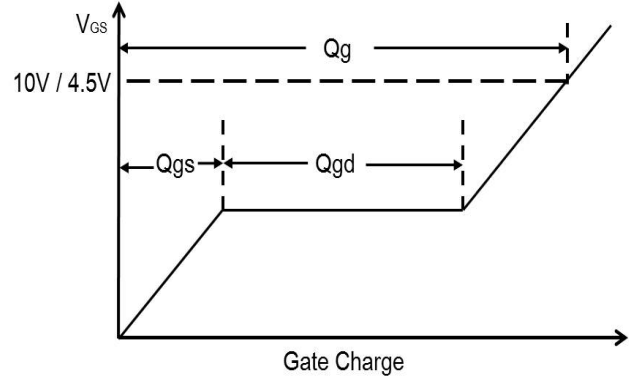 VGS
Qg
10V / 4.5V
Qgs
Qgd
Gate Charge